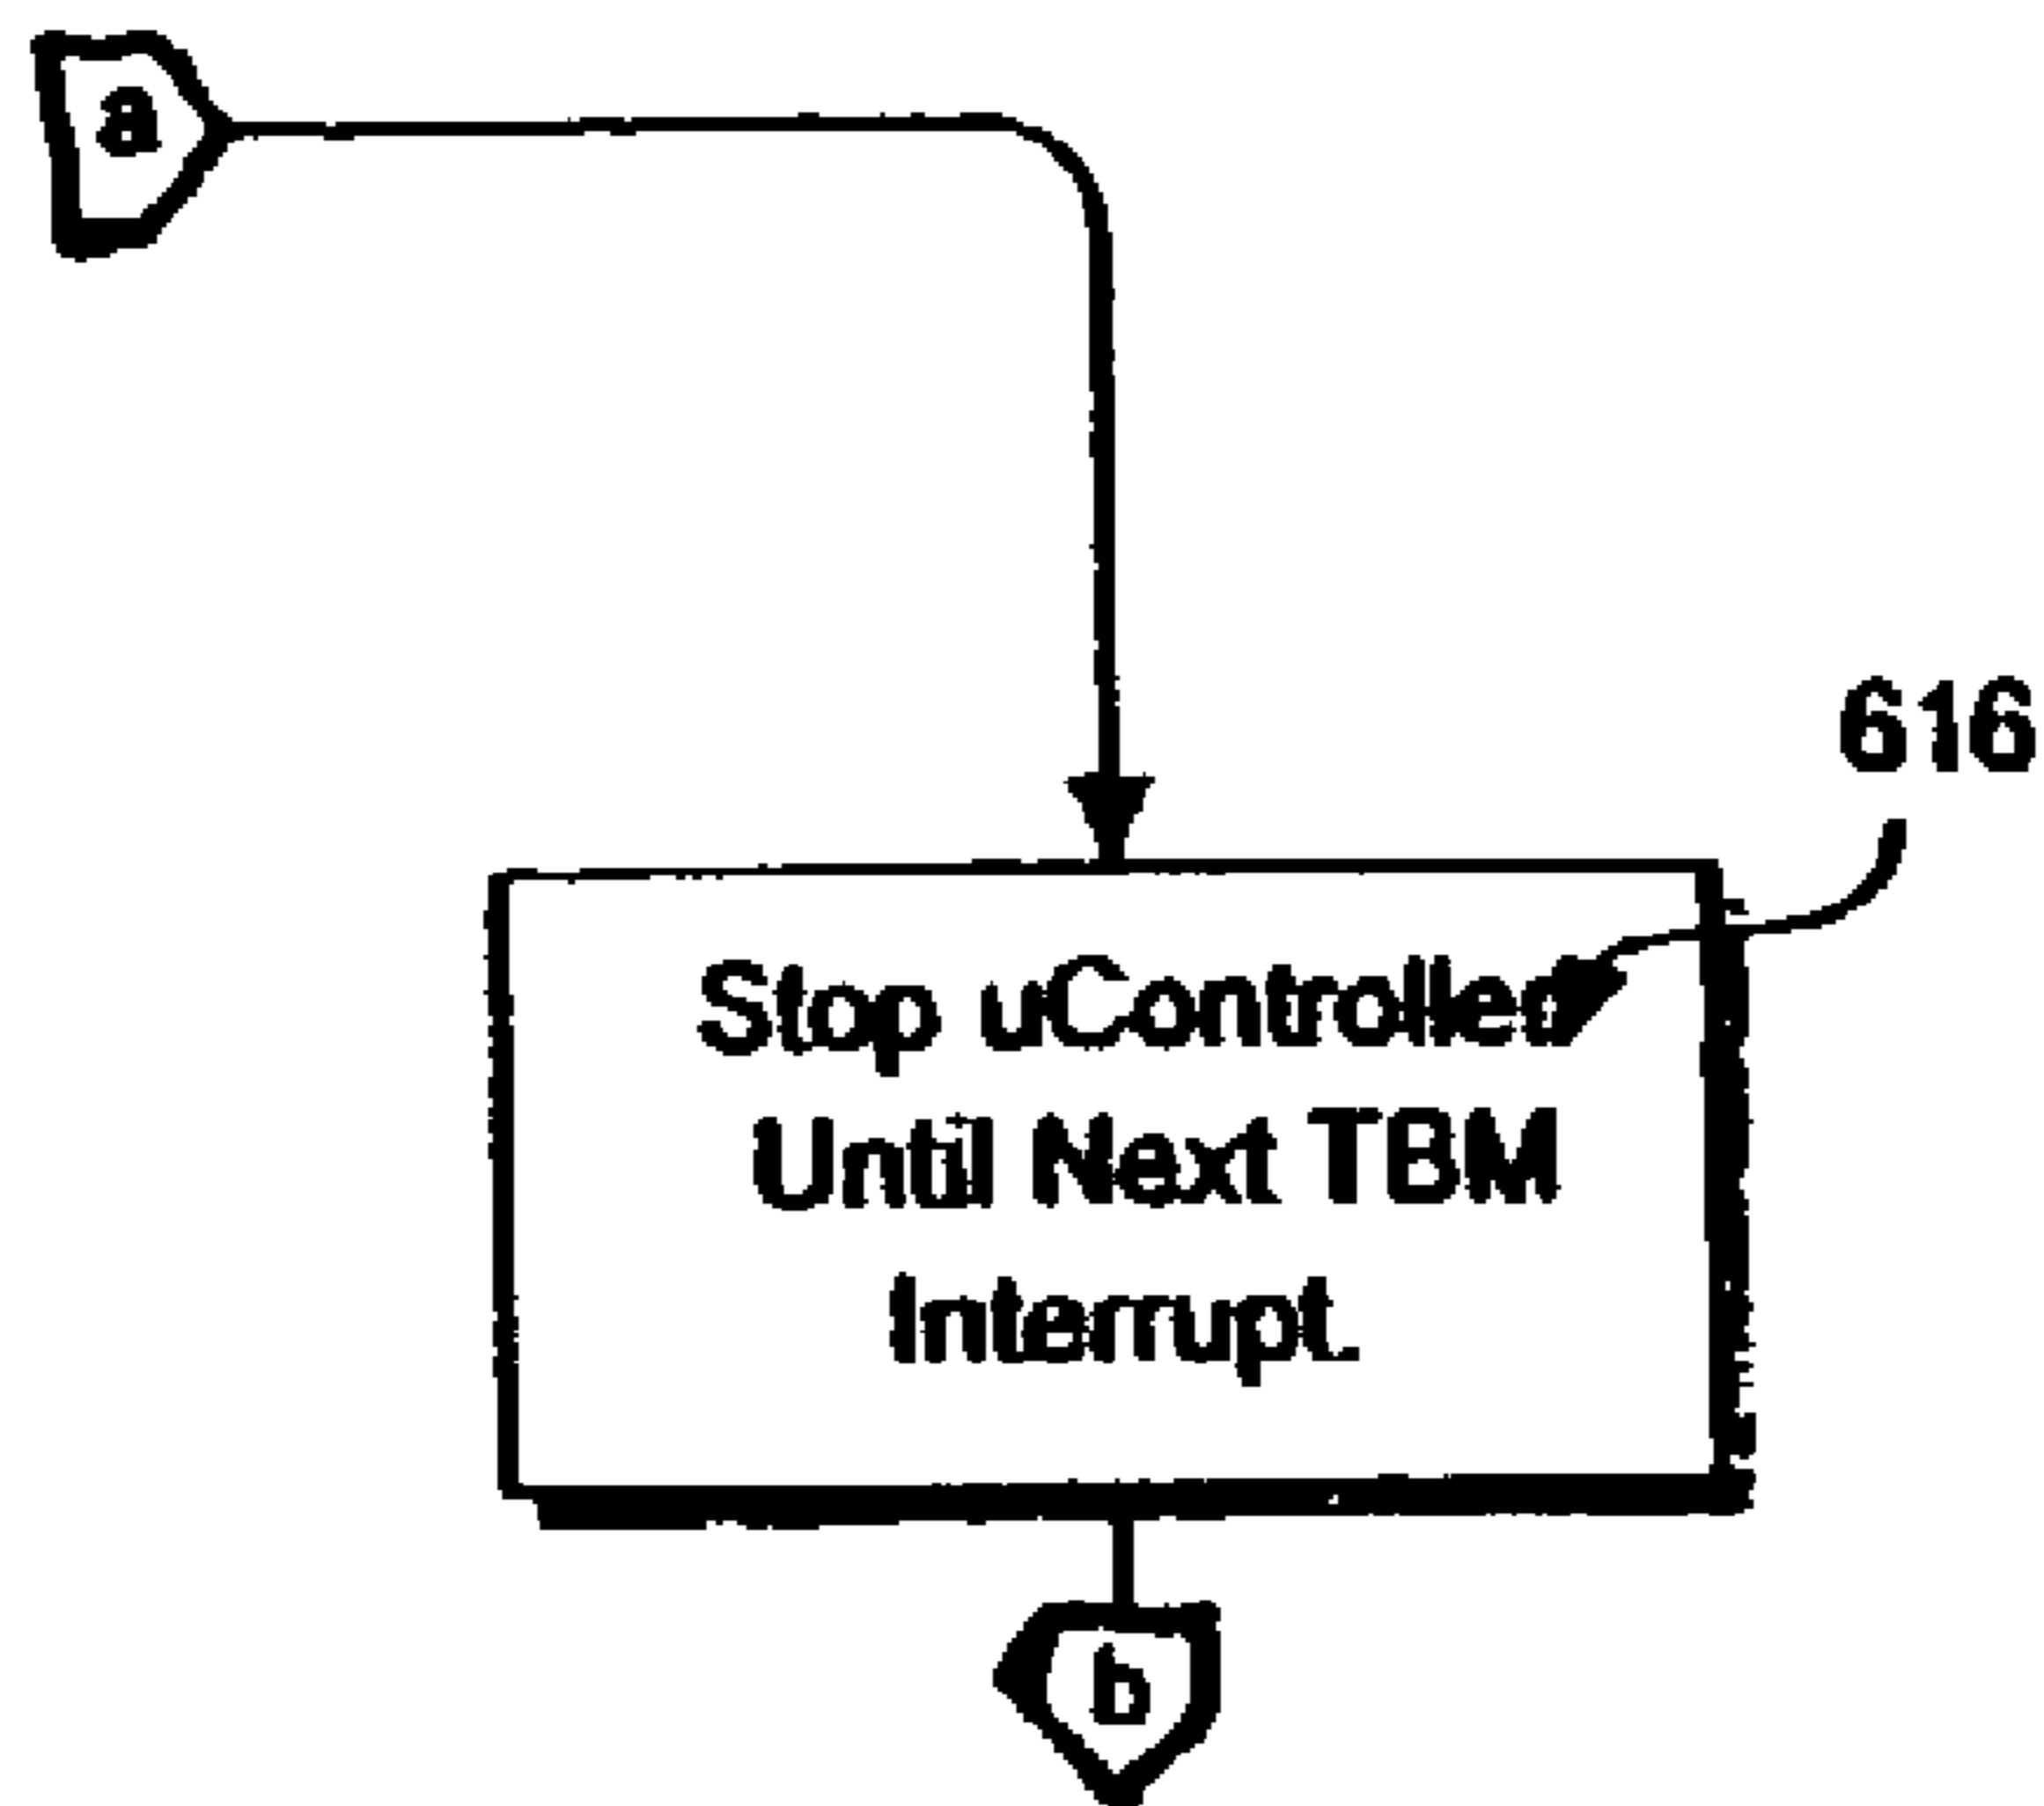 a
616
Stop uController
Until Next TBM
Interrupt.
b